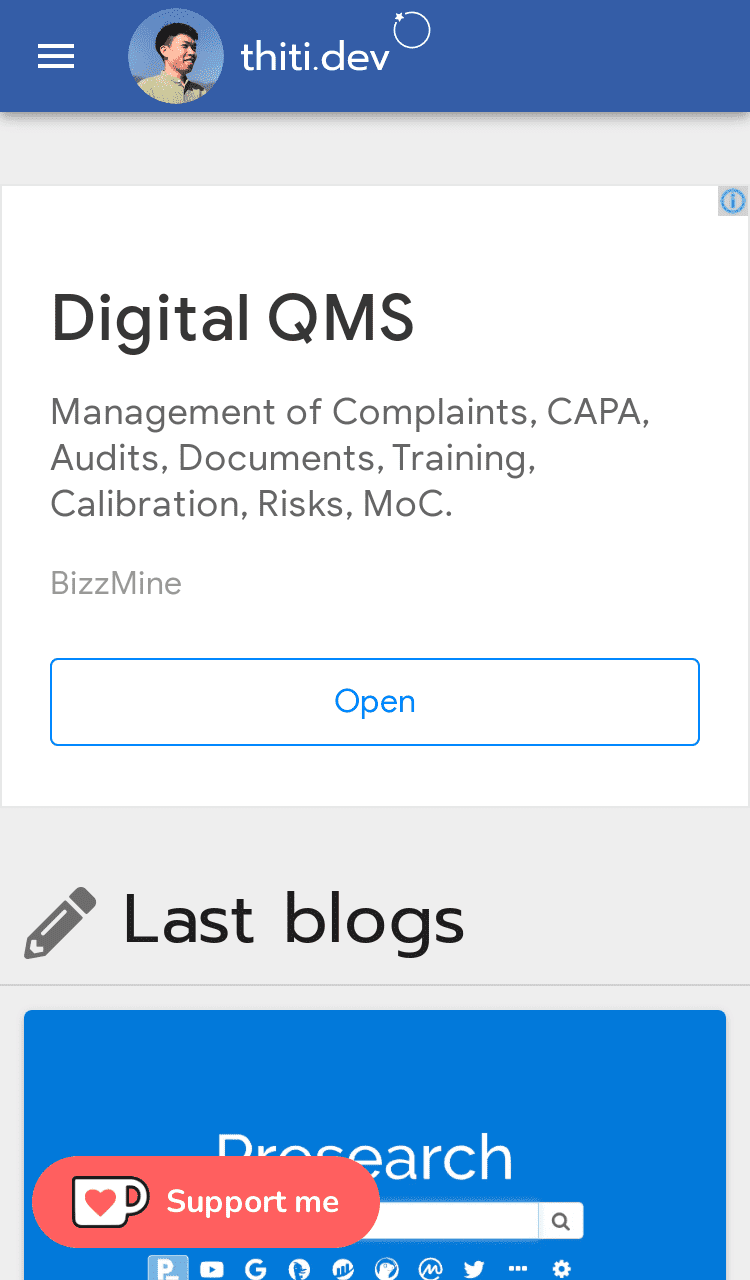 thiti.dev
Digital QMS
Management of Complaints, CAPA,
Audits, Documents, Training,
Calibration, Risks, MoC.
BizzMine
Open
Last blogs
Presearch
Support me